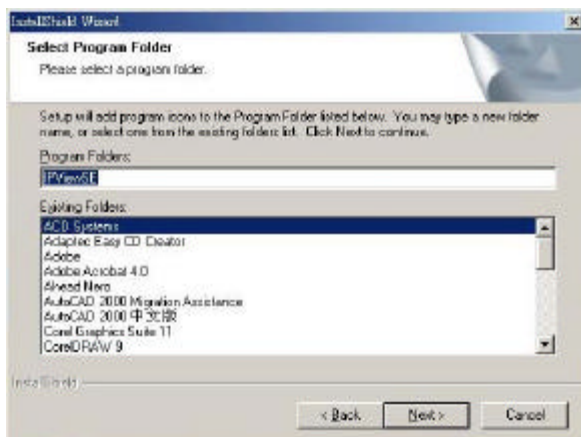 InstallShield Wizard
Select Program Folder
Please select a program folder.
Setup will add program icons to the Program Folder listed below. You may type a new folder
name, or select one from the existing folders list. Click Next to continue.
Program Folders:
IPViewSE
Existing Folders:
ACD Systems
Adaptec Easy CD Creator
Adobe
Adobe Acrobat 4.0
Ahead Nero
AutoCAD 2000 Migration Assistance
AutoCAD 2000 中文版
Corel Graphics Suite 11
CorelDRAW 9
InstallShield
< Back
Next >
Cancel